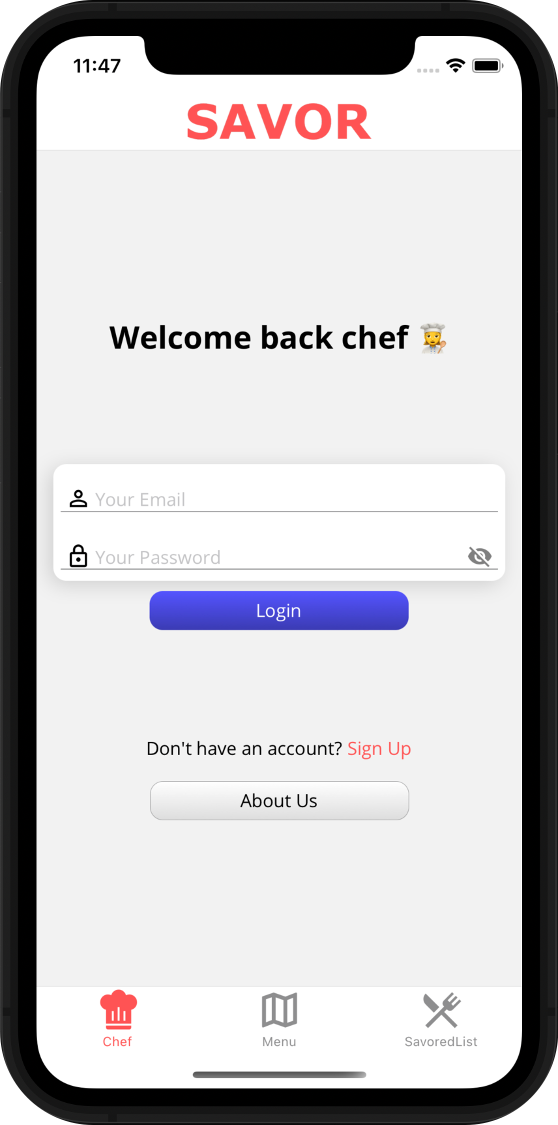 11:47
SAVOR
Welcome back chef 👩‍🍳
Your Email
Your Password
Login
Don't have an account? Sign Up
About Us
Chef
Menu
SavoredList